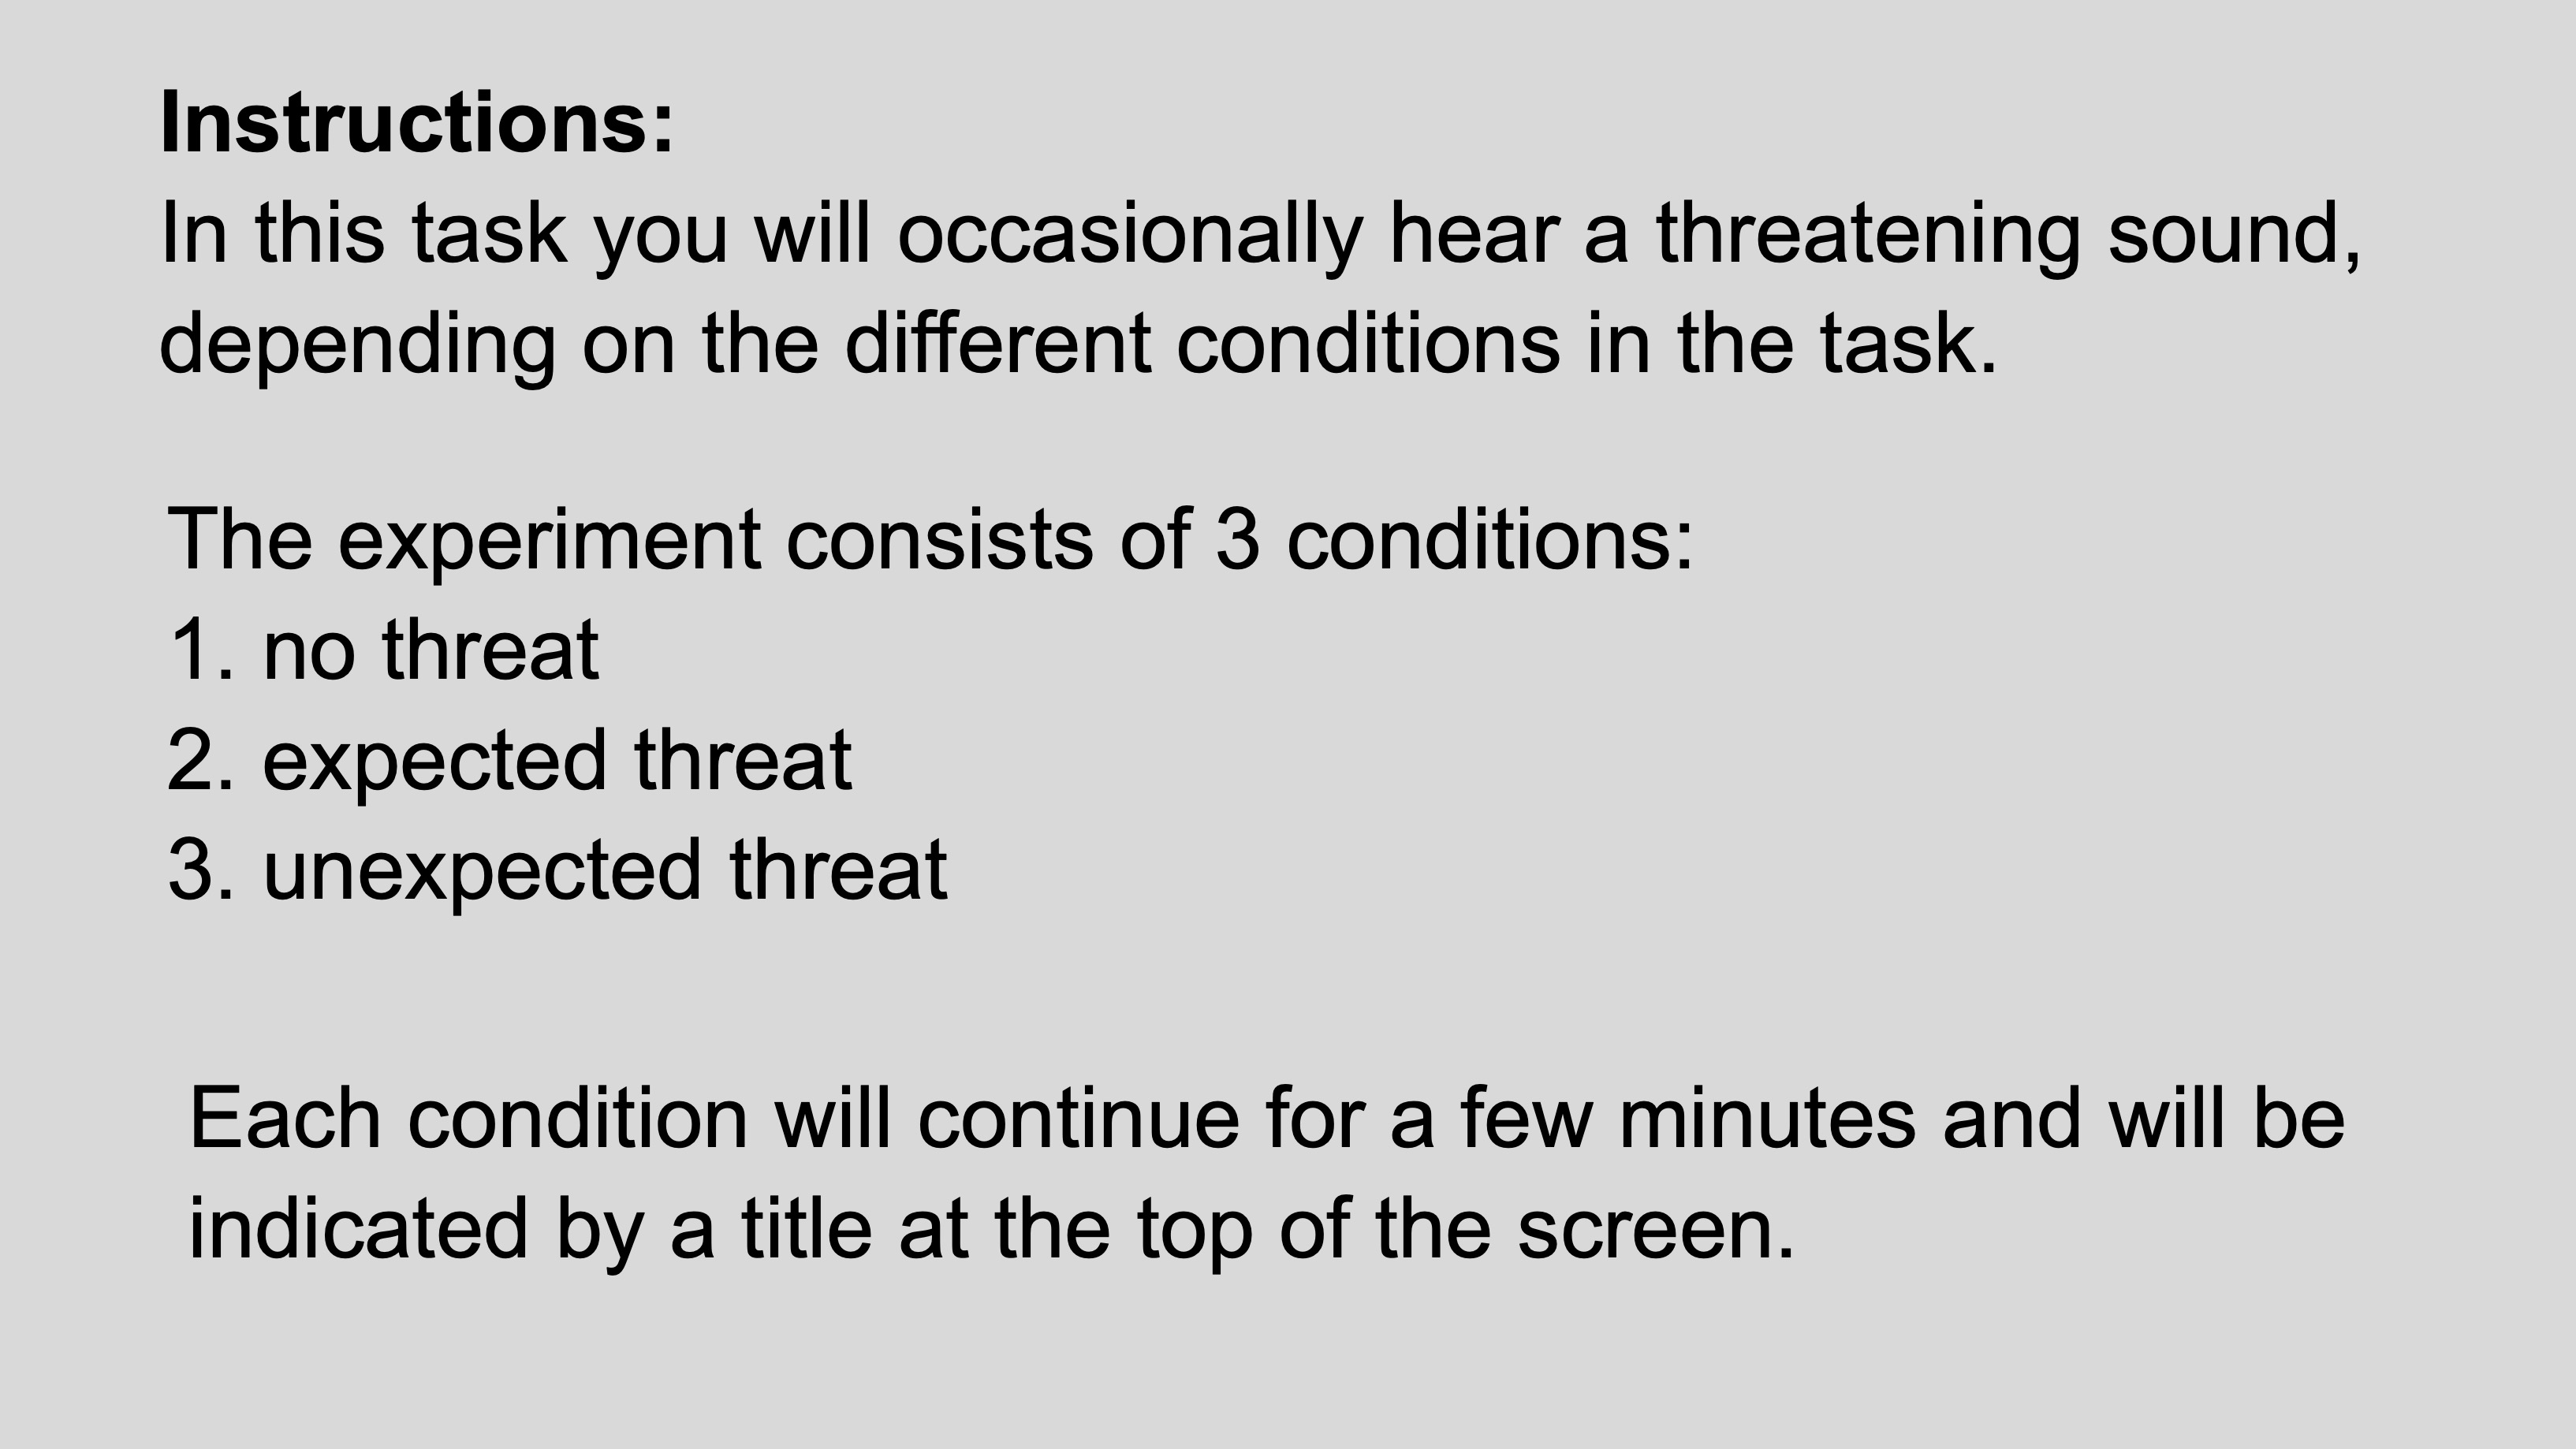 Instructions:
In this task you will occasionally hear a threatening sound,
depending on the different conditions in the task.
The experiment consists of 3 conditions:
1. no threat
2. expected threat
3. unexpected threat
Each condition will continue for a few minutes and will be
indicated by a title at the top of the screen.